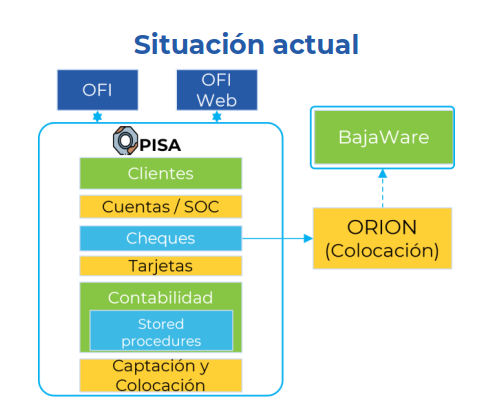 Situación actual
OFI
OFI
Web
PISA
Clientes
Cuentas / SOC
Cheques
Tarjetas
Contabilidad
Stored
procedures
Captación y
Colocación
BajaWare
ORION
(Colocación)